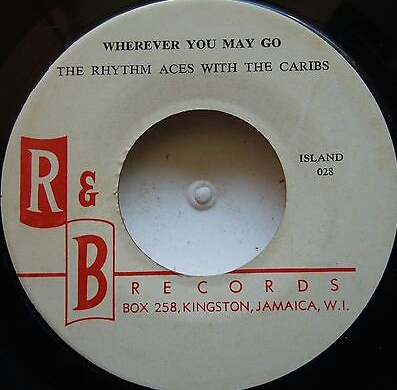 WHEREVER YOU MAY GO
THE RHYTHM ACES WITH THE CARIBS
ISLAND
028
R &
B
RECORDS
BOX 258, KINGSTON, JAMAICA, W.I.